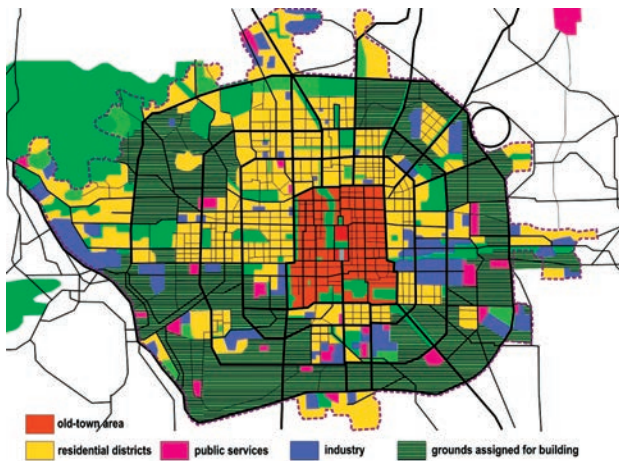 old-town area
residential districts public services industry grounds assigned for building